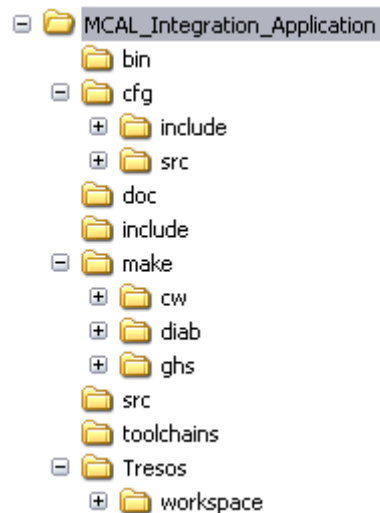 MCAL_Integration_Application
bin
cfg
include
src
doc
include
make
cw
diab
ghs
src
toolchains
Tresos
workspace